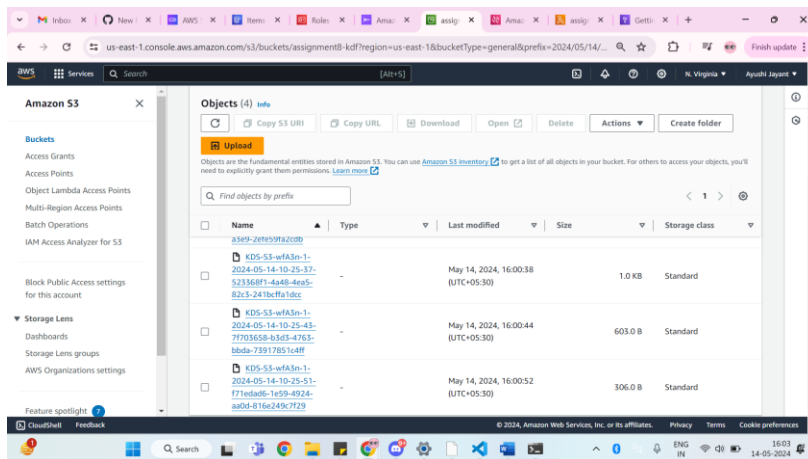 Inbox
New
AWS
Items
Roles
Amaz
assig
Amaz
assig
Getti
us-east-1.console.aws.amazon.com/s3/buckets/assignment8-kdf?region=us-east-1&bucketType=general&prefix=2024/05/14/...
Finish update
aws
Services
Search
[Alt+S]
N. Virginia
Ayushi Jayant
Amazon S3
Buckets
Access Grants
Access Points
Object Lambda Access Points
Multi-Region Access Points
Batch Operations
IAM Access Analyzer for S3
Block Public Access settings
for this account
Storage Lens
Dashboards
Storage Lens groups
AWS Organizations settings
Feature spotlight 7
Objects (4) Info
Copy S3 URI
Copy URL
Download
Open
Delete
Actions
Create folder
Upload
Objects are the fundamental entities stored in Amazon S3. You can use Amazon S3 inventory to get a list of all objects in your bucket. For others to access your objects, you'll
need to explicitly grant them permissions. Learn more
Find objects by prefix
1
Name
Type
Last modified
Size
Storage class
a3e9-2efe59fa2cdb
KDS-S3-wfA3n-1-
2024-05-14-10-25-37-
523368f1-4a48-4ea5-
82c3-241bcffa1dcc
-
May 14, 2024, 16:00:38
(UTC+05:30)
1.0 KB
Standard
KDS-S3-wfA3n-1-
2024-05-14-10-25-43-
7f703658-b3d3-4763-
bbda-73917851c4ff
-
May 14, 2024, 16:00:44
(UTC+05:30)
603.0 B
Standard
KDS-S3-wfA3n-1-
2024-05-14-10-25-51-
f71edad6-1e59-4924-
aa0d-816e249c7f29
-
May 14, 2024, 16:00:52
(UTC+05:30)
306.0 B
Standard
CloudShell
Feedback
© 2024, Amazon Web Services, Inc. or its affiliates.
Privacy
Terms
Cookie preferences
Search
ENG
IN
16:03
14-05-2024